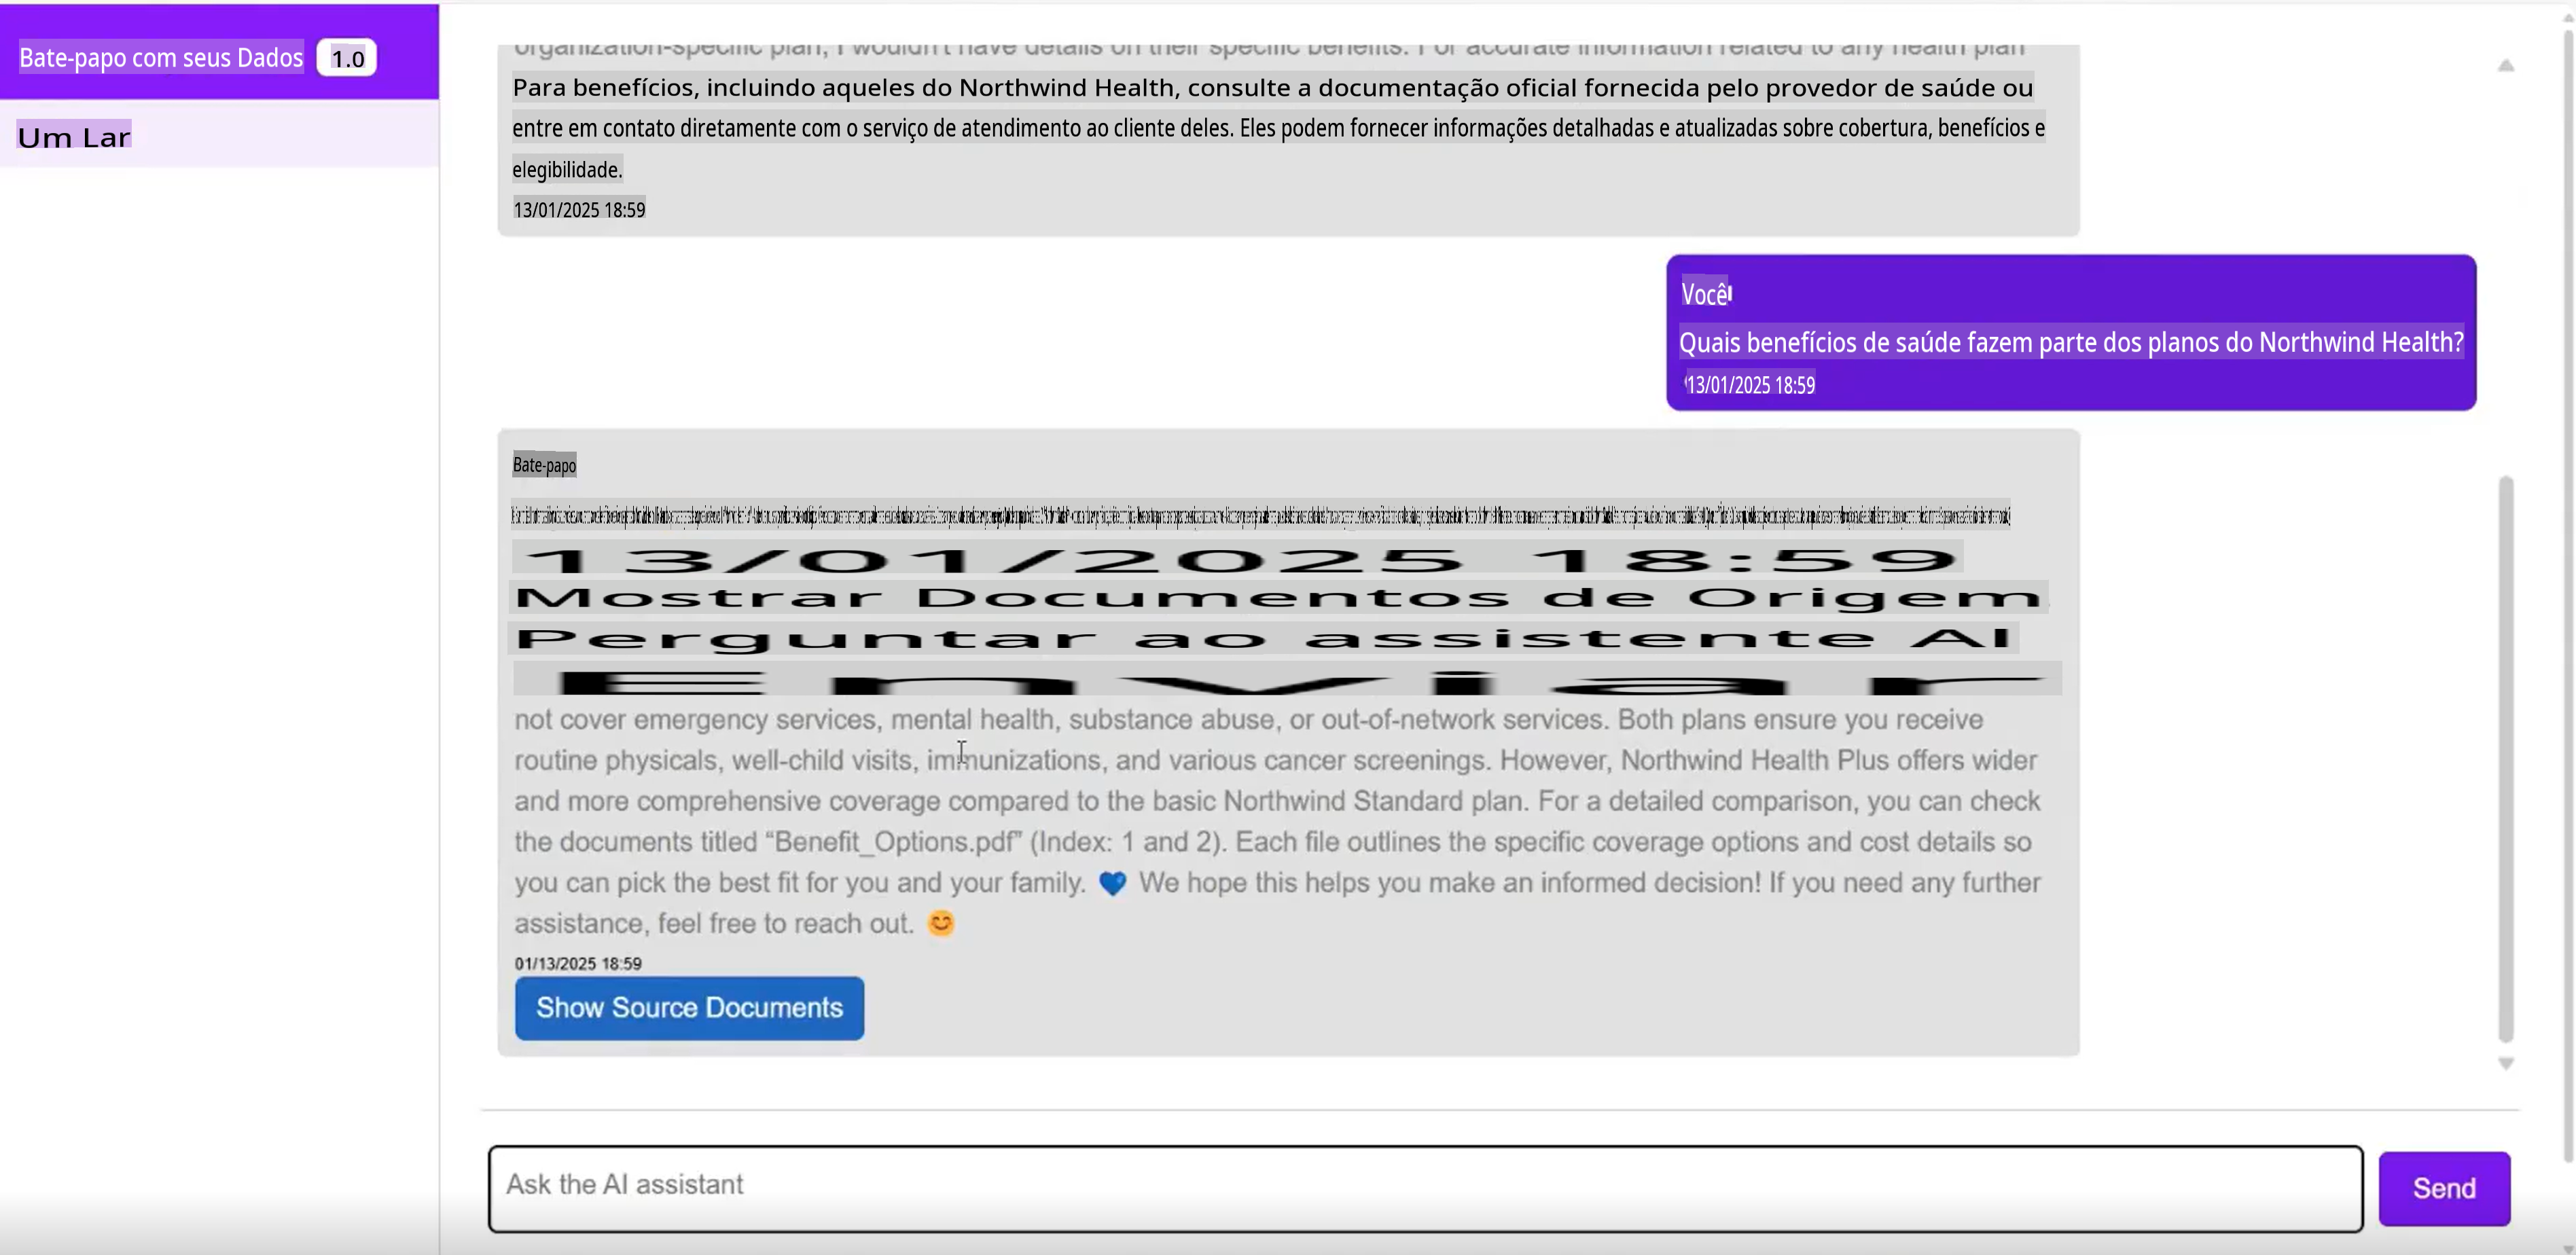 Bate-papo com seus Dados 1.0
Um Lar
organization-specific plan, I wouldn't have details on their specific benefits. For accurate information related to any health plan
Para benefícios, incluindo aqueles do Northwind Health, consulte a documentação oficial fornecida pelo provedor de saúde ou
entre em contato diretamente com o serviço de atendimento ao cliente deles. Eles podem fornecer informações detalhadas e atualizadas sobre cobertura, benefícios e
elegibilidade.
13/01/2025 18:59
Você
Quais benefícios de saúde fazem parte dos planos do Northwind Health?
13/01/2025 18:59
Bate-papo
13/01/2025 18:59
Mostrar Documentos de Origem
Perguntar ao assistente AI
Enviar
not cover emergency services, mental health, substance abuse, or out-of-network services. Both plans ensure you receive
routine physicals, well-child visits, immunizations, and various cancer screenings. However, Northwind Health Plus offers wider
and more comprehensive coverage compared to the basic Northwind Standard plan. For a detailed comparison, you can check
the documents titled “Benefit_Options.pdf” (Index: 1 and 2). Each file outlines the specific coverage options and cost details so
you can pick the best fit for you and your family. 💙 We hope this helps you make an informed decision! If you need any further
assistance, feel free to reach out. 😊
01/13/2025 18:59
Show Source Documents
Ask the AI assistant
Send